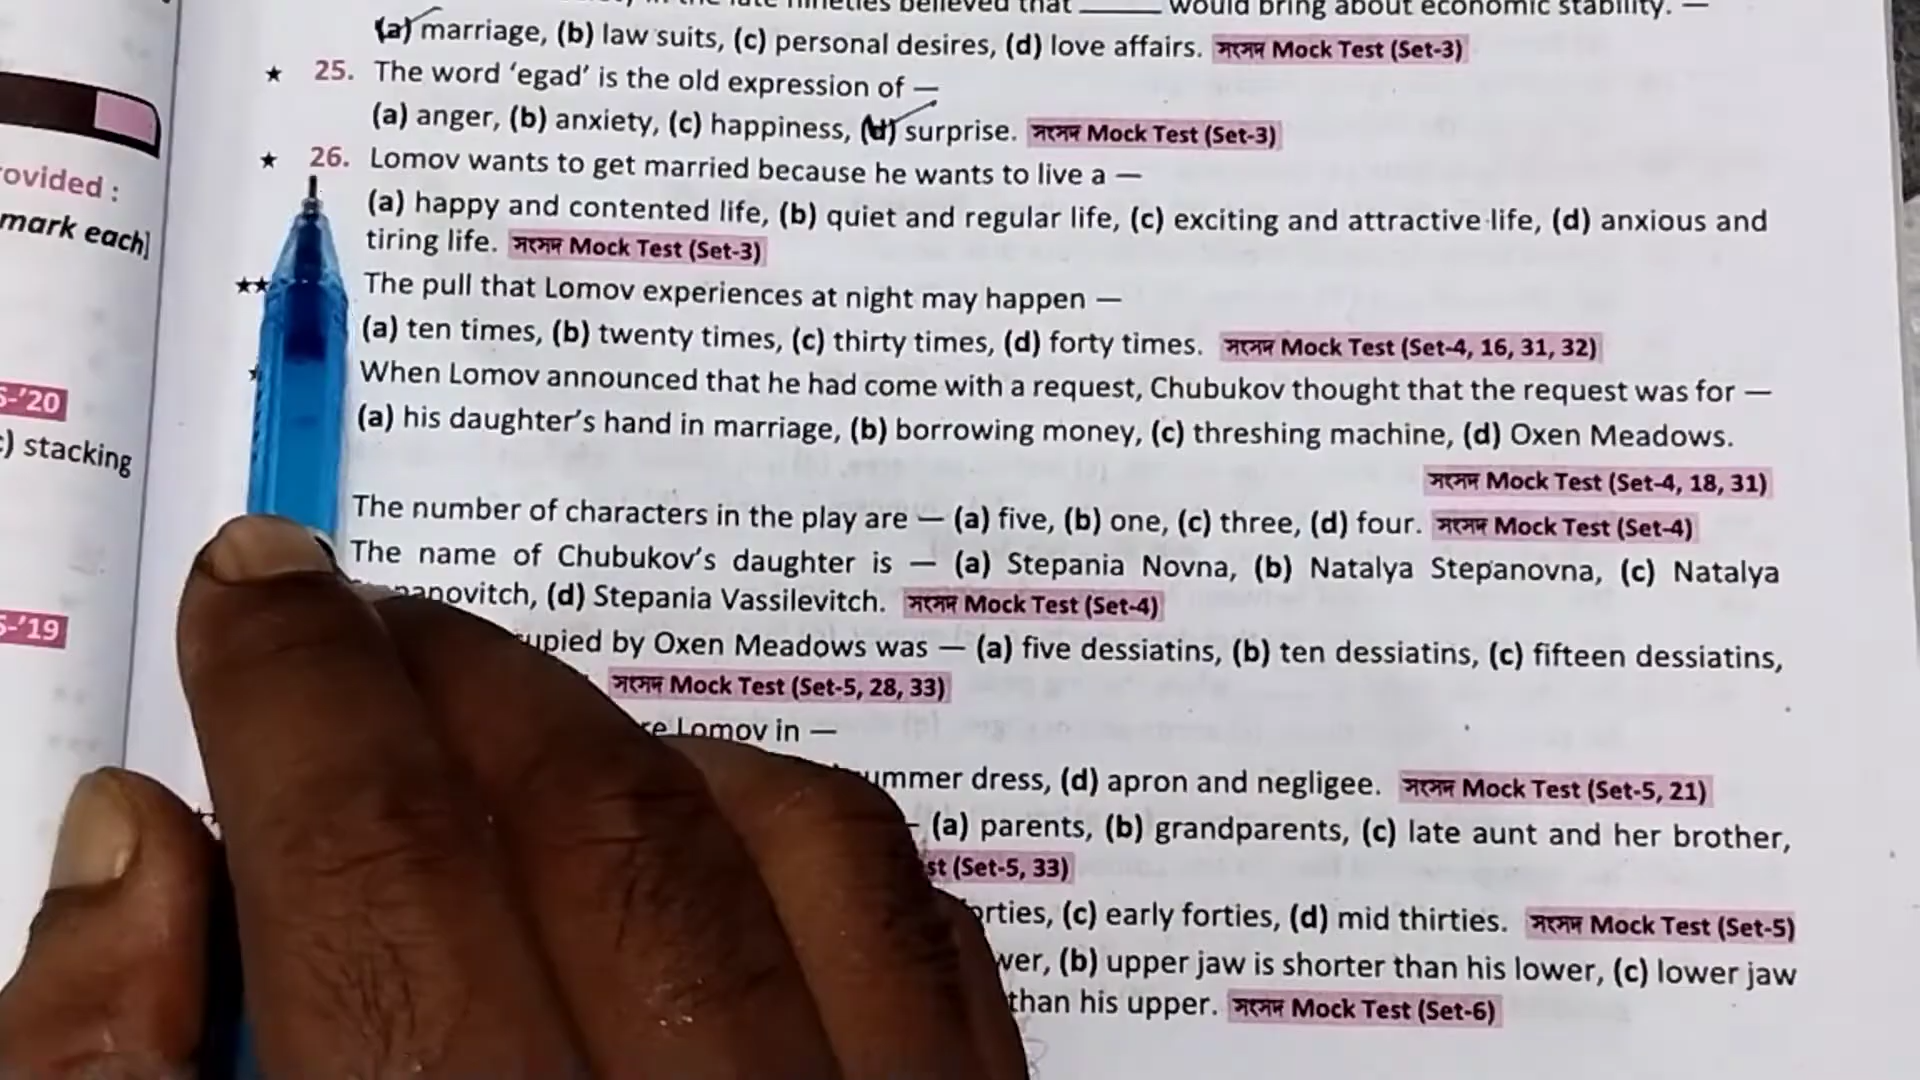 late nineties believed that ______ would bring about economic stability. —
(a) marriage, (b) law suits, (c) personal desires, (d) love affairs. সংসদ Mock Test (Set-3)
★ 25. The word ‘egad’ is the old expression of —
(a) anger, (b) anxiety, (c) happiness, (d) surprise. সংসদ Mock Test (Set-3)
★ 26. Lomov wants to get married because he wants to live a —
(a) happy and contented life, (b) quiet and regular life, (c) exciting and attractive life, (d) anxious and
tiring life. সংসদ Mock Test (Set-3)
★★ The pull that Lomov experiences at night may happen —
(a) ten times, (b) twenty times, (c) thirty times, (d) forty times. সংসদ Mock Test (Set-4, 16, 31, 32)
When Lomov announced that he had come with a request, Chubukov thought that the request was for —
(a) his daughter’s hand in marriage, (b) borrowing money, (c) threshing machine, (d) Oxen Meadows.
সংসদ Mock Test (Set-4, 18, 31)
The number of characters in the play are — (a) five, (b) one, (c) three, (d) four. সংসদ Mock Test (Set-4)
The name of Chubukov’s daughter is — (a) Stepania Novna, (b) Natalya Stepanovna, (c) Natalya
(d) Stepania Vassilevitch. সংসদ Mock Test (Set-4)
by Oxen Meadows was — (a) five dessiatins, (b) ten dessiatins, (c) fifteen dessiatins,
সংসদ Mock Test (Set-5, 28, 33)
Lomov in —
dress, (d) apron and negligee. সংসদ Mock Test (Set-5, 21)
(a) parents, (b) grandparents, (c) late aunt and her brother,
(Set-5, 33)
(c) early forties, (d) mid thirties. সংসদ Mock Test (Set-5)
(b) upper jaw is shorter than his lower, (c) lower jaw
than his upper. সংসদ Mock Test (Set-6)
mark each]
’20
stacking
’19